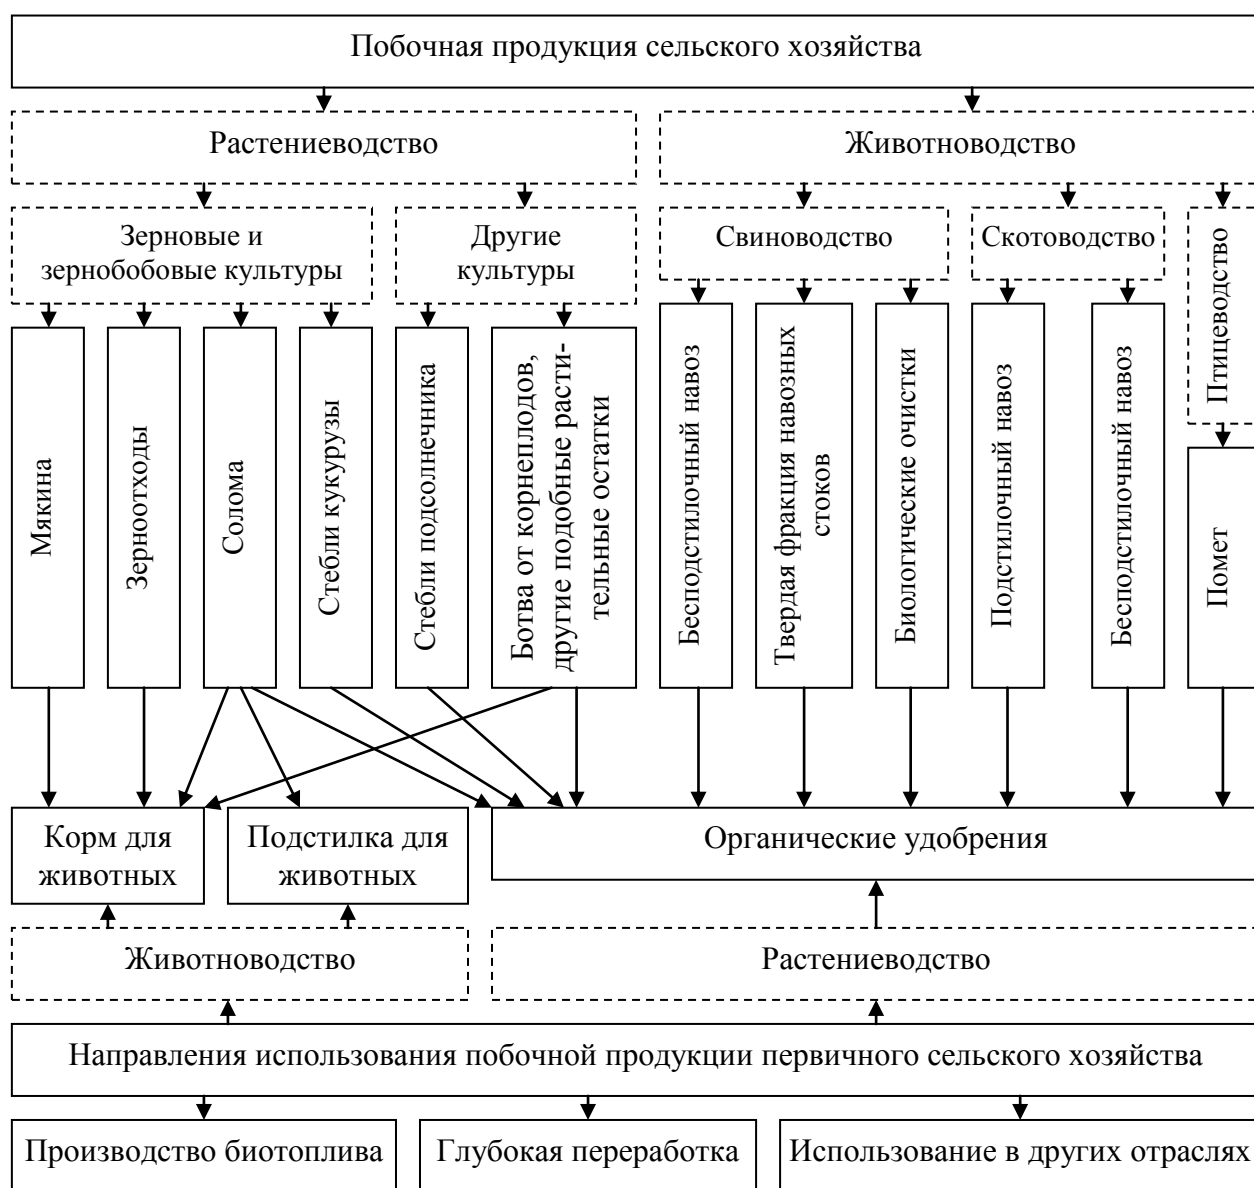 Побочная продукция сельского хозяйства
Растениеводство
Животноводство
Зерновые и
зернобобовые культуры
Другие
культуры
Свиноводство
Скотоводство
Птицеводство
Мякина
Зерноотходы
Солома
Стебли кукурузы
Стебли подсолнечника
Ботва от корнеплодов,
другие подобные расти-
тельные остатки
Бесподстилочный навоз
Твердая фракция навозных
стоков
Биологические очистки
Подстилочный навоз
Бесподстилочный навоз
Помет
Корм для
животных
Подстилка для
животных
Органические удобрения
Животноводство
Растениеводство
Направления использования побочной продукции первичного сельского хозяйства
Производство биотоплива
Глубокая переработка
Использование в других отраслях